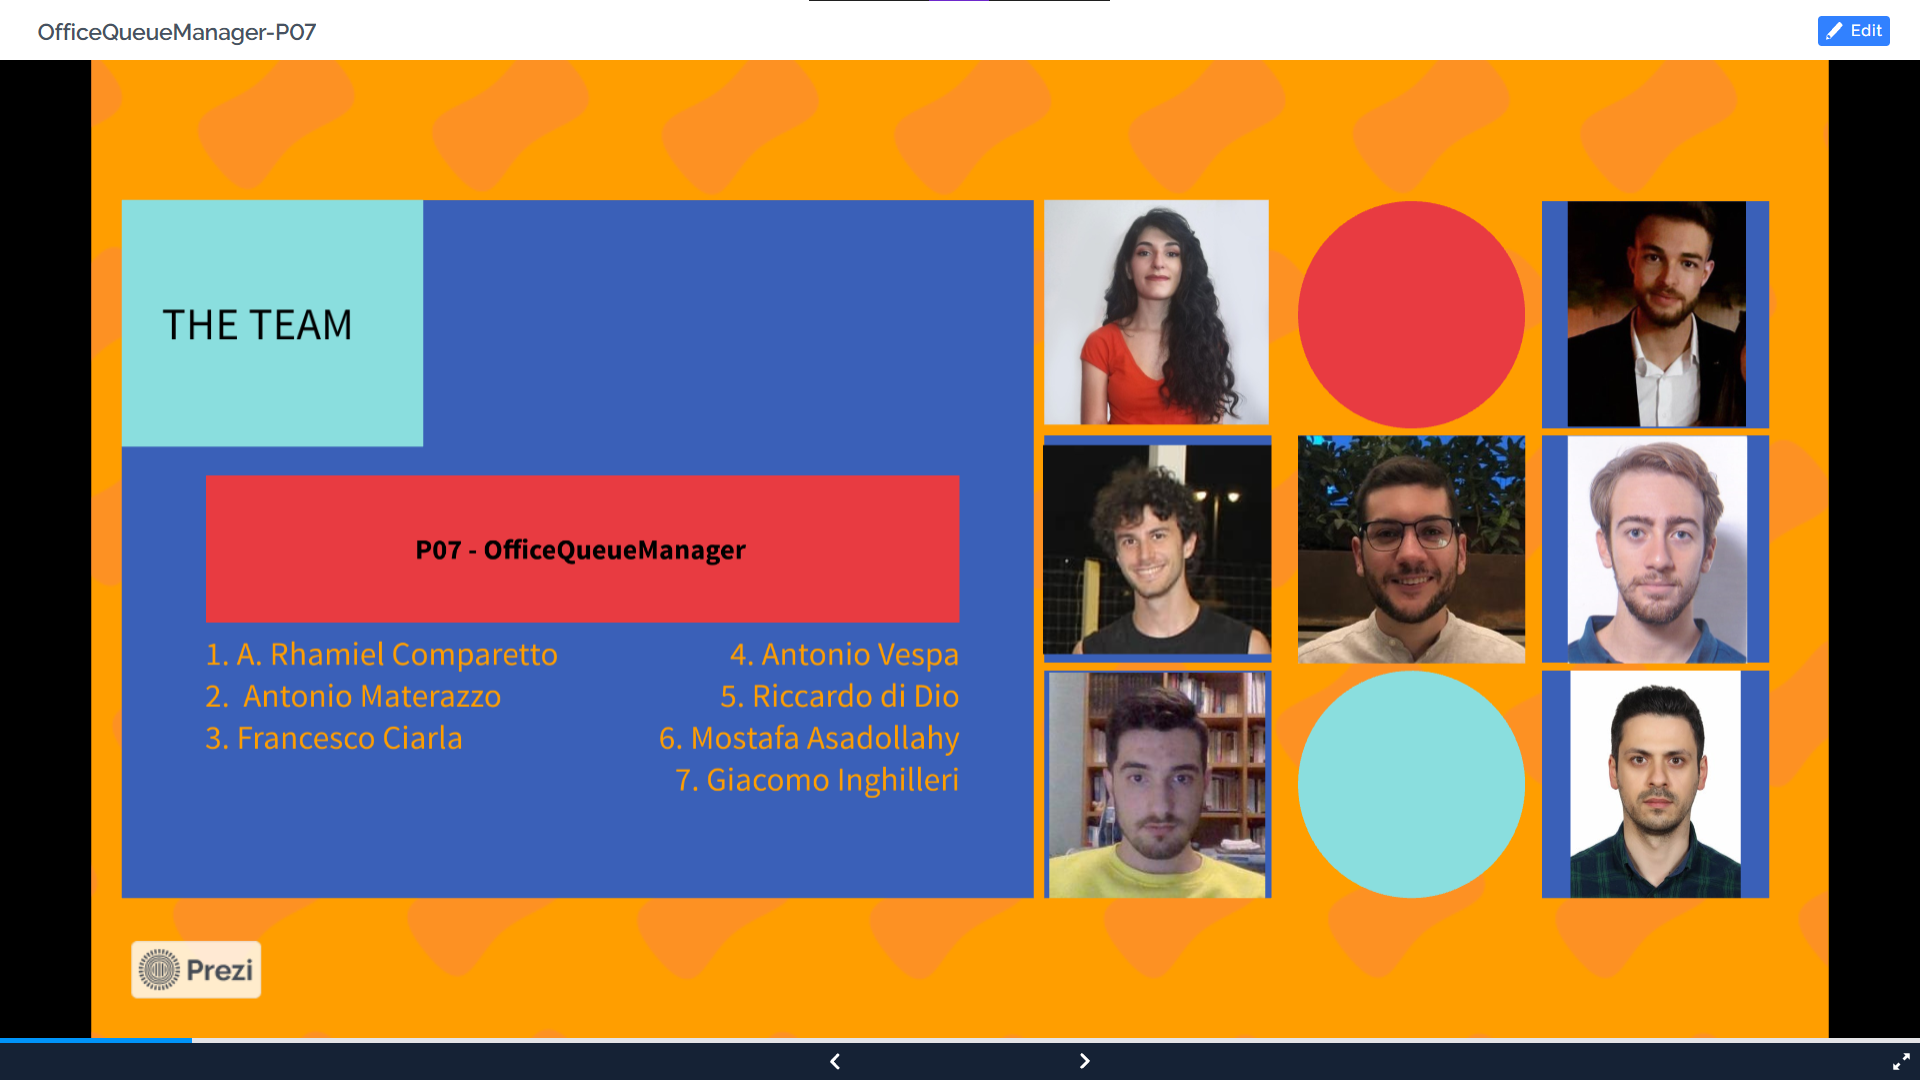 OfficeQueueManager-P07
Edit
THE TEAM
P07 - OfficeQueueManager
1. A. Rhamiel Comparetto
2. Antonio Materazzo
3. Francesco Ciarla
4. Antonio Vespa
5. Riccardo di Dio
6. Mostafa Asadollahy
7. Giacomo Inghilleri
Prezi